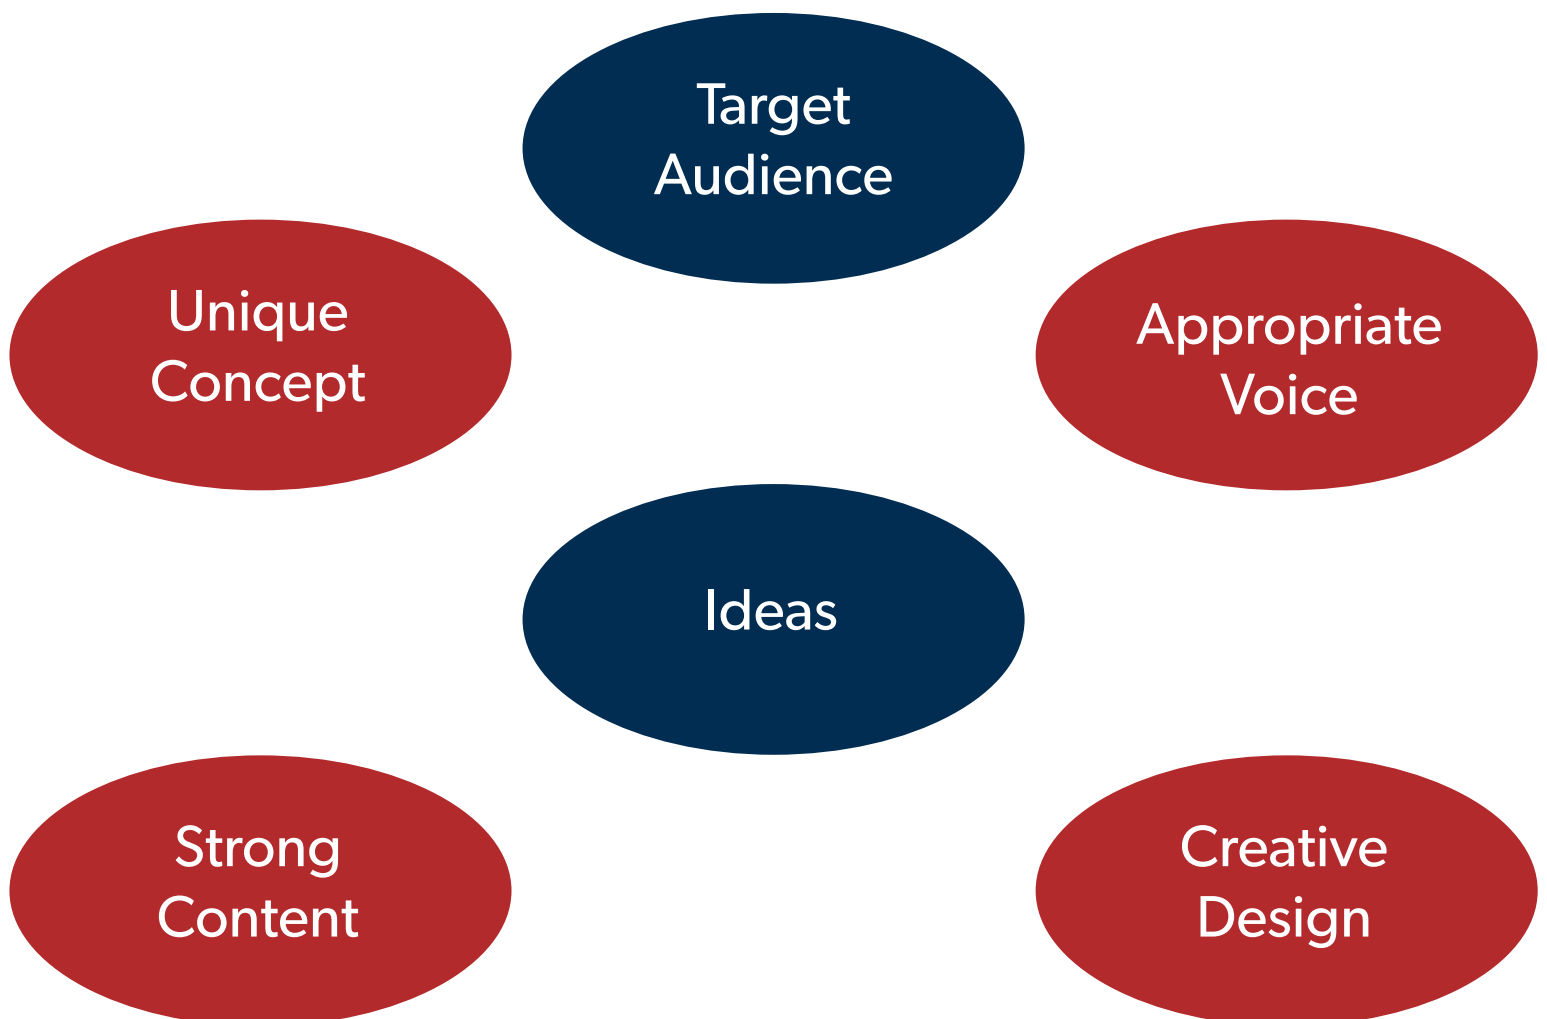 Target
Audience
Unique
Concept
Appropriate
Voice
Ideas
Strong
Content
Creative
Design